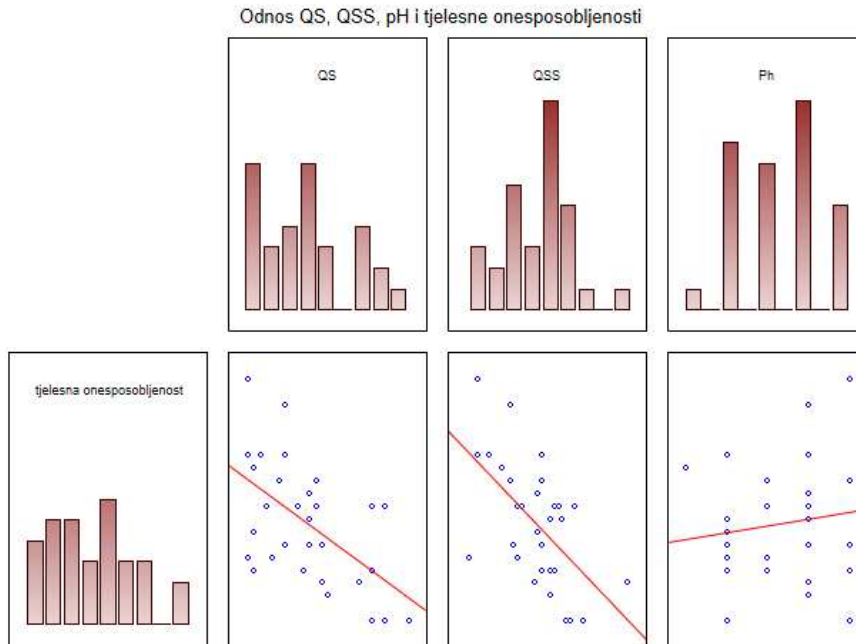 Odnos QS, QSS, pH i tjelesne onesposobljenosti
QS
QSS
Ph
tjelesna onesposobljenost